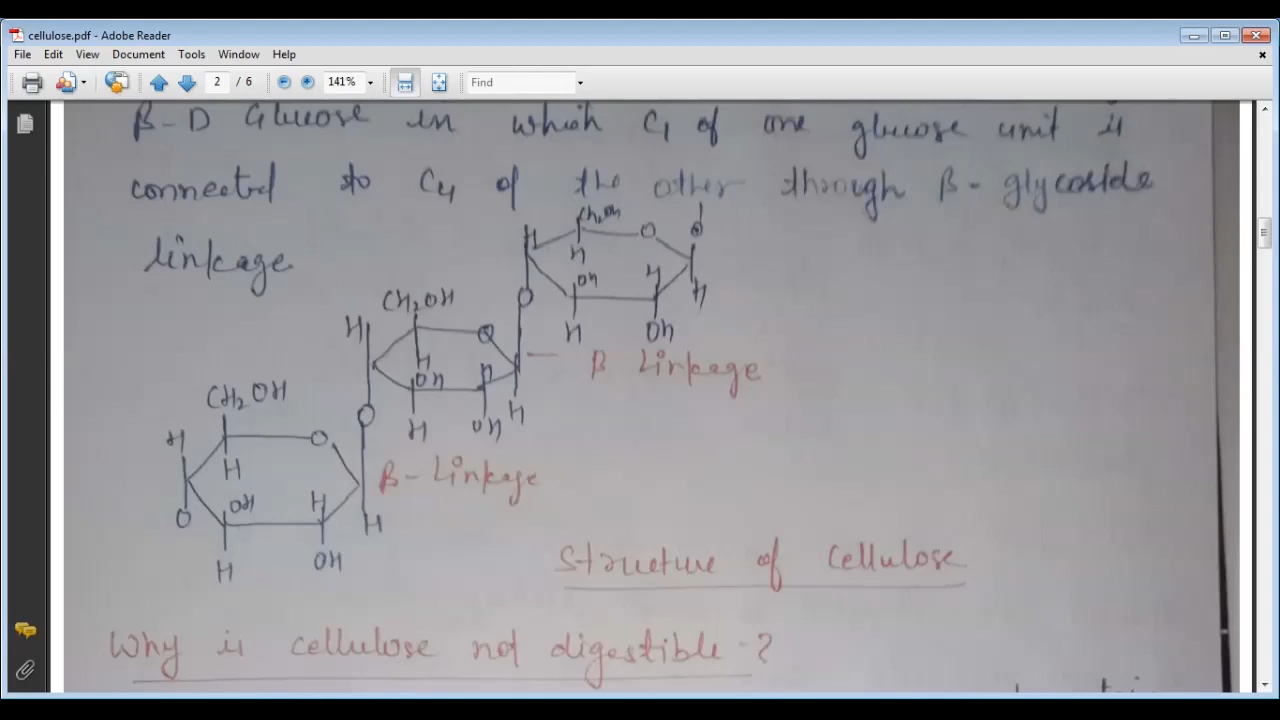 cellulose.pdf - Adobe Reader
File Edit View Document Tools Window Help
2 / 6 141% Find
β-D Glucose in which C1 of one glucose unit is
connected to C4 of the other through β-glycoside
linkage
CH2OH O O
H H OH H H
O H OH
CH2OH O
H H OH H
β Linkage
O H OH H
CH2OH O
H H OH H
β-Linkage
O H OH H
Structure of cellulose
Why is cellulose not digestible-?